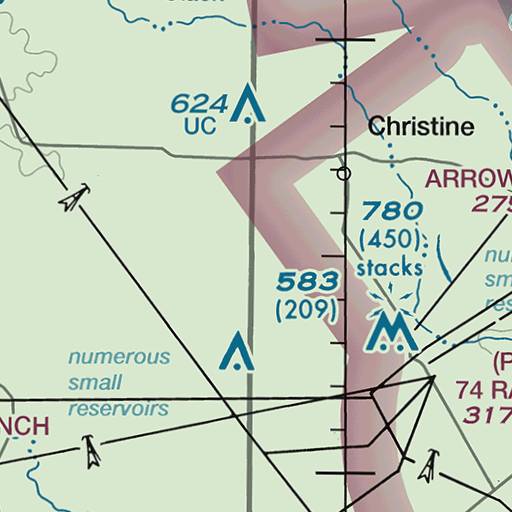 624
UC
Christine
ARROW
275
780
(450)
stacks
583
(209)
numerous
small
reservoirs
74 RA
317
NCH